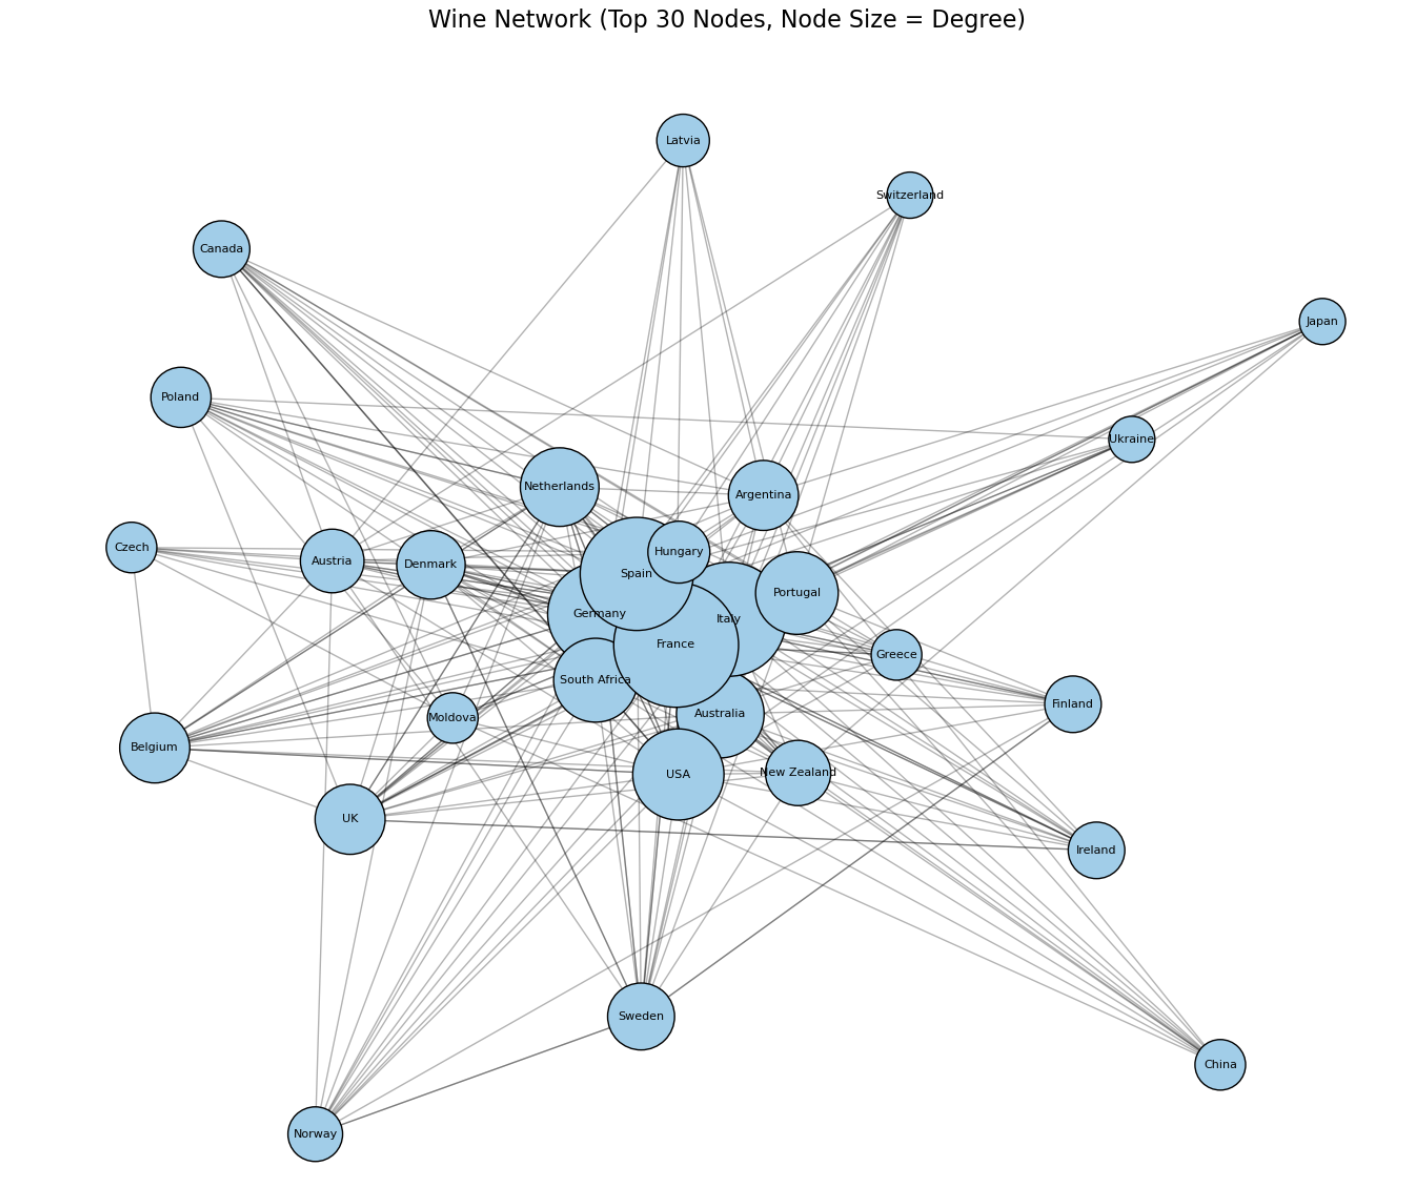 Wine Network (Top 30 Nodes, Node Size = Degree)
Latvia
Switzerland
Canada
Japan
Poland
Ukraine
Netherlands
Argentina
Czech
Austria
Denmark
Hungary
Spain
Portugal
Germany
Italy
France
Greece
South Africa
Finland
Australia
Moldova
Belgium
USA
New Zealand
UK
Ireland
Sweden
China
Norway